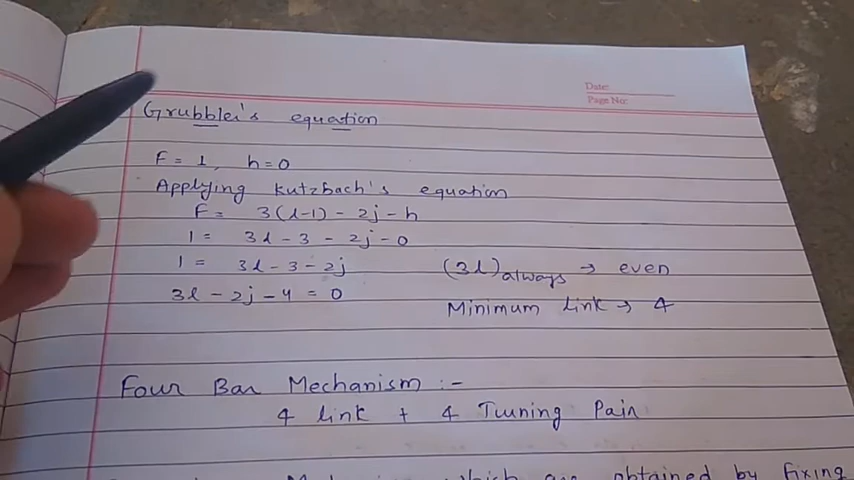 Date:
Page No:
Grubbler's equation
F = 1, h=0
Applying Kutzbach's equation
F = 3(l-1) - 2j - h
1 = 3l - 3 - 2j - 0
1 = 3l - 3 - 2j
(3l) always → even
3l - 2j - 4 = 0
Minimum link → 4
Four Bar Mechanism :-
4 link + 4 Turning Pair
which are obtained by fixing